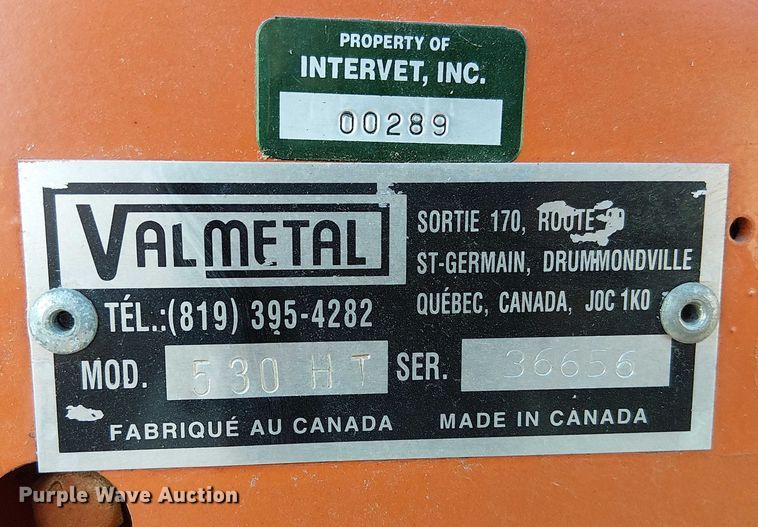 PROPERTY OF
INTERVET, INC.
00289
VALMETAL
SORTIE 170, ROUTE
ST-GERMAIN, DRUMMONDVILLE
QUÉBEC, CANADA, J0C 1K0
TÉL.:(819) 395-4282
MOD. 530 HT SER. 36656
FABRIQUÉ AU CANADA MADE IN CANADA
Purple Wave Auction